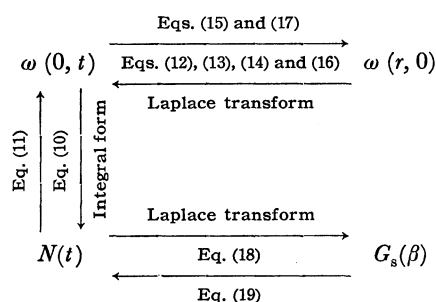 Eqs. (15) and (17)
ω (0, t) Eqs. (12), (13), (14) and (16) ω (r, 0)
Laplace transform
Eq. (11)
Eq. (10)
Integral form
Laplace transform
N(t) Eq. (18) Gs(β)
Eq. (19)